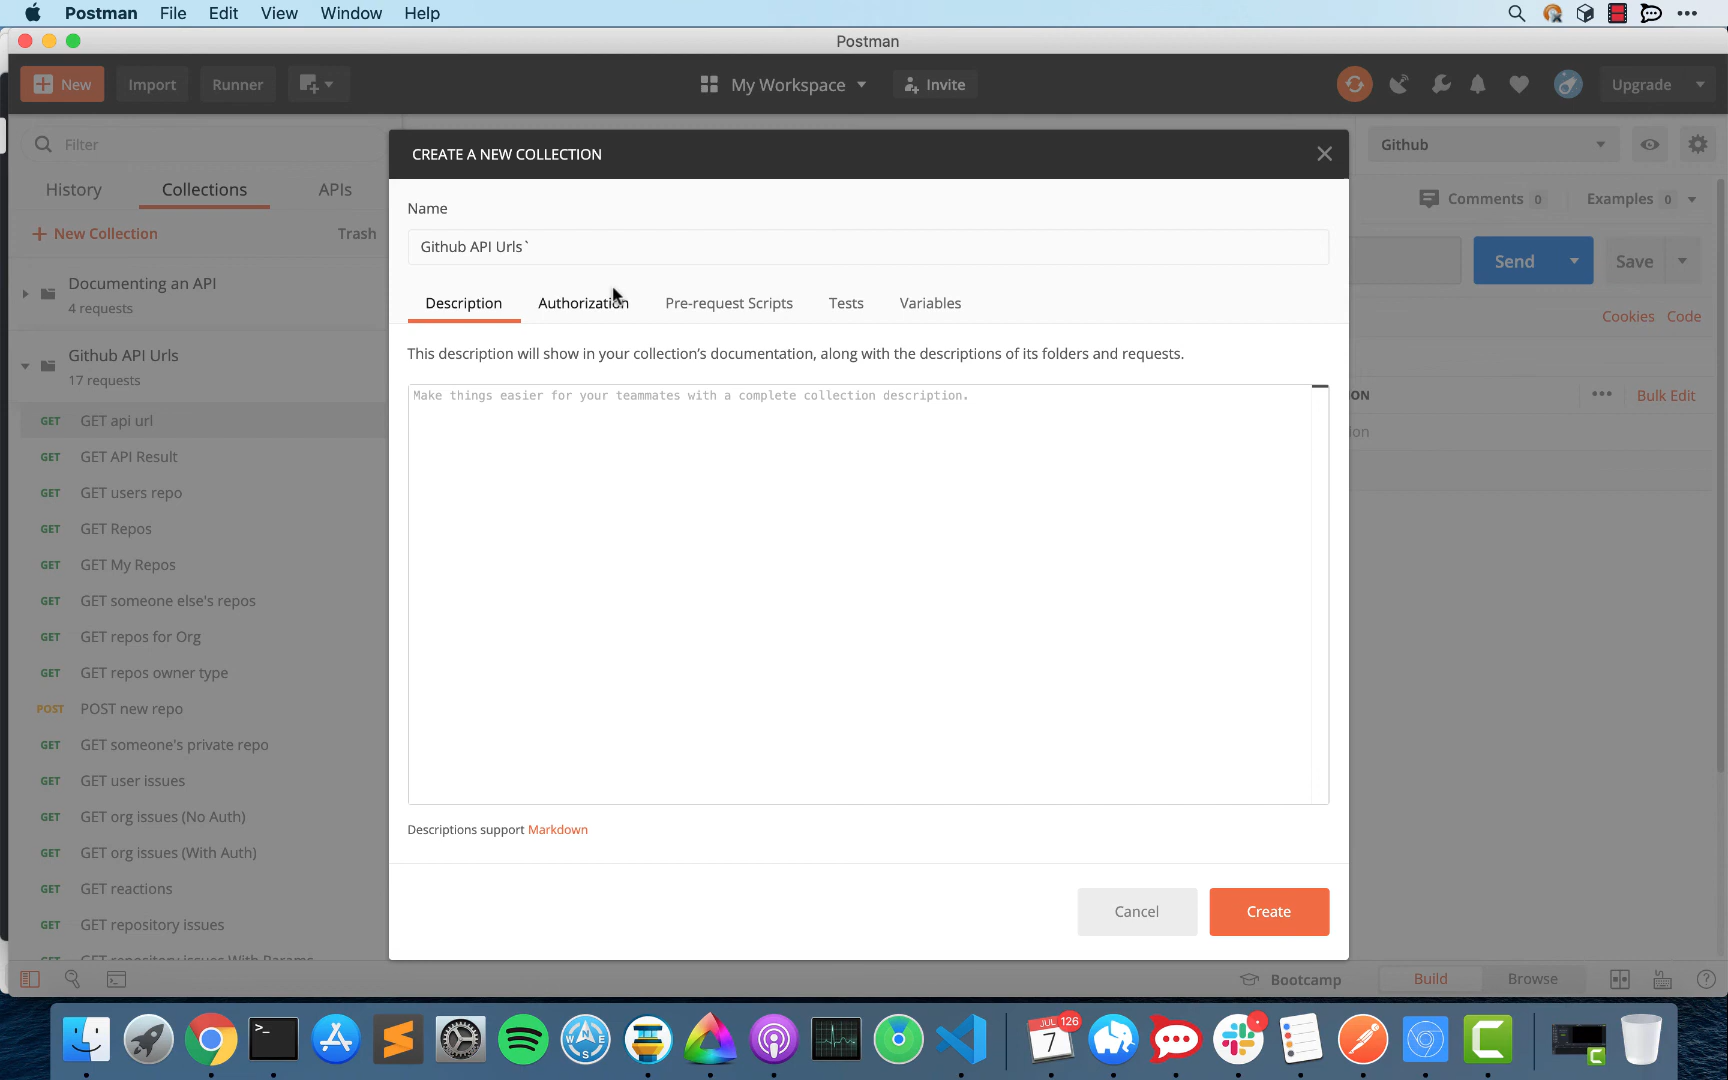 Postman File Edit View Window Help
Postman
New Import Runner My Workspace Invite Upgrade
Filter
CREATE A NEW COLLECTION
Github
History Collections APIs
Comments 0 Examples 0
Name
+ New Collection Trash
Github API Urls`
Send Save
Documenting an API
4 requests
Description Authorization Pre-request Scripts Tests Variables
Cookies Code
This description will show in your collection's documentation, along with the descriptions of its folders and requests.
Github API Urls
17 requests
Make things easier for your teammates with a complete collection description.
ON ••• Bulk Edit
GET GET api url
ion
GET GET API Result
GET GET users repo
GET GET Repos
GET GET My Repos
GET GET someone else's repos
GET GET repos for Org
GET GET repos owner type
POST POST new repo
GET GET someone's private repo
GET GET user issues
GET GET org issues (No Auth)
Descriptions support Markdown
GET GET org issues (With Auth)
GET GET reactions
Cancel Create
GET GET repository issues
GET GET repository issues With Params
Bootcamp Build Browse
JUL 126
7